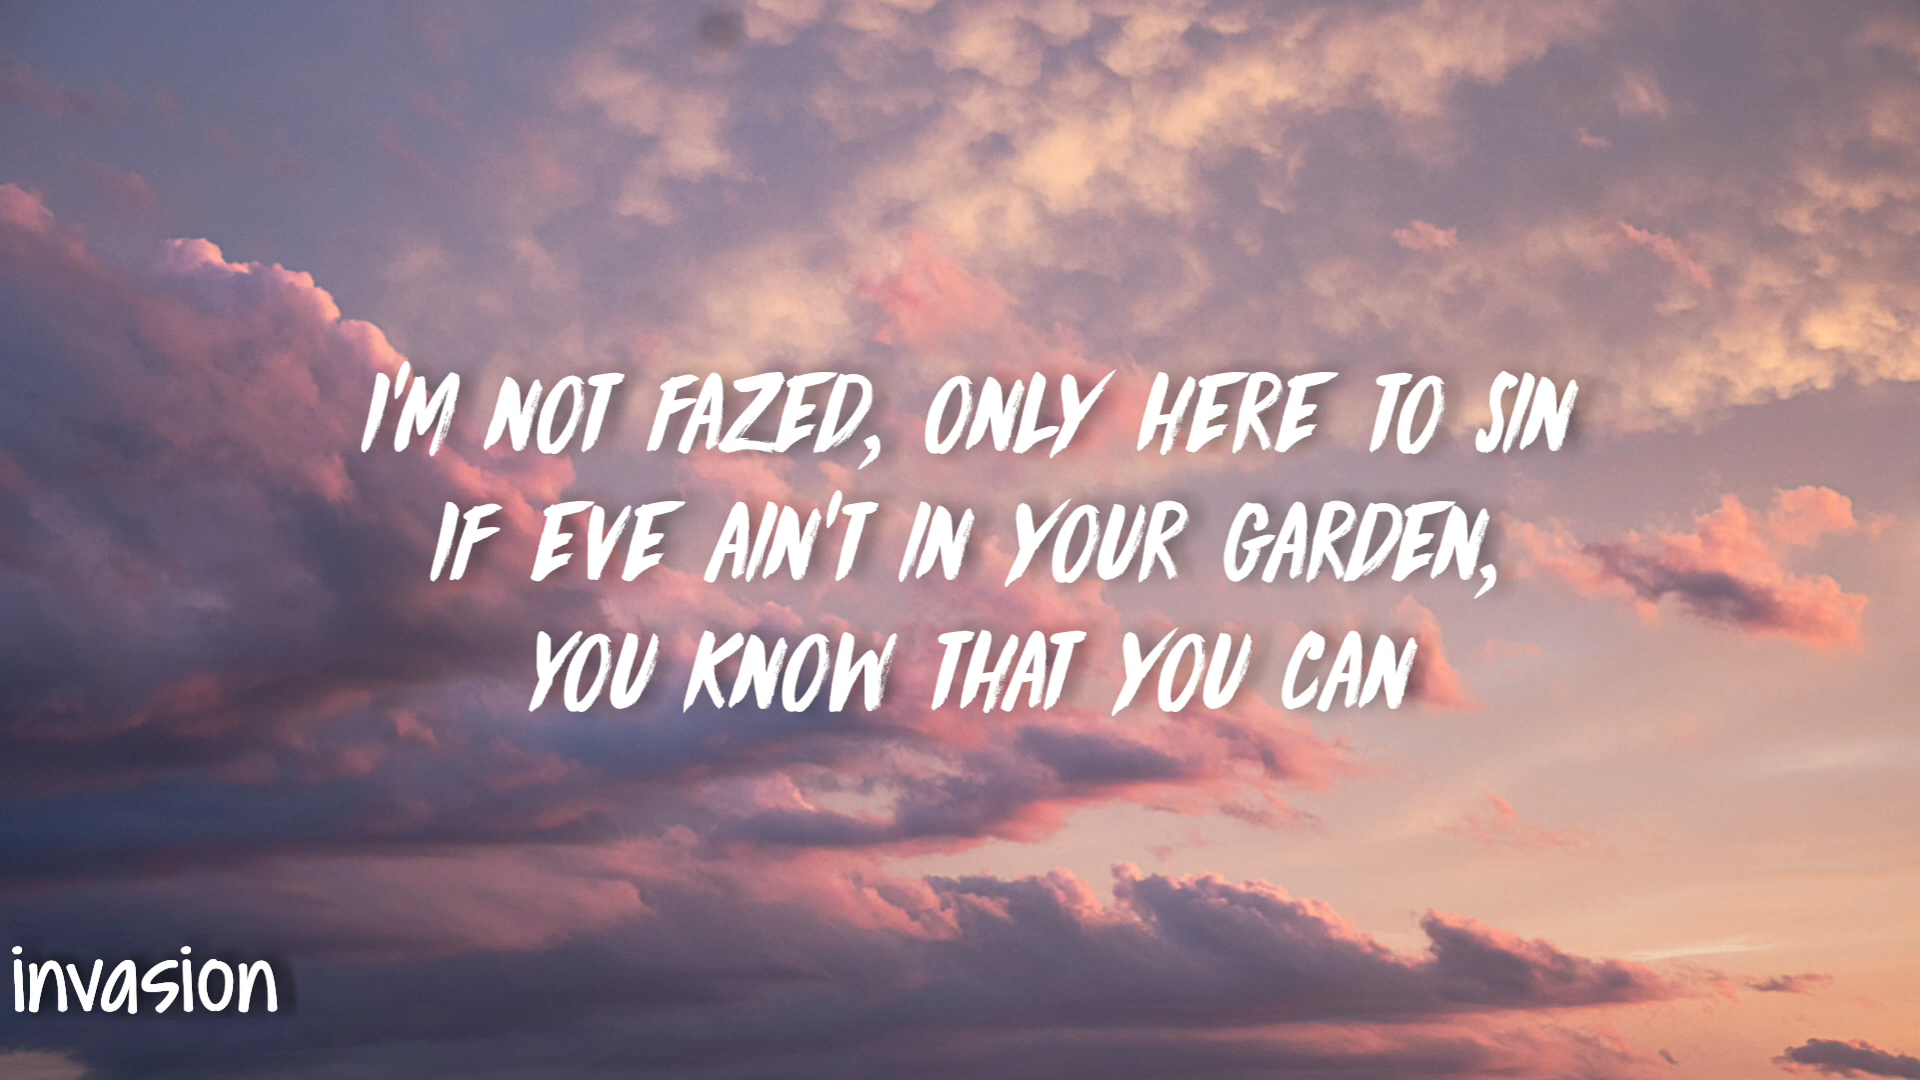 I'M NOT FAZED, ONLY HERE TO SIN
IF EVE AIN'T IN YOUR GARDEN,
YOU KNOW THAT YOU CAN
invasion